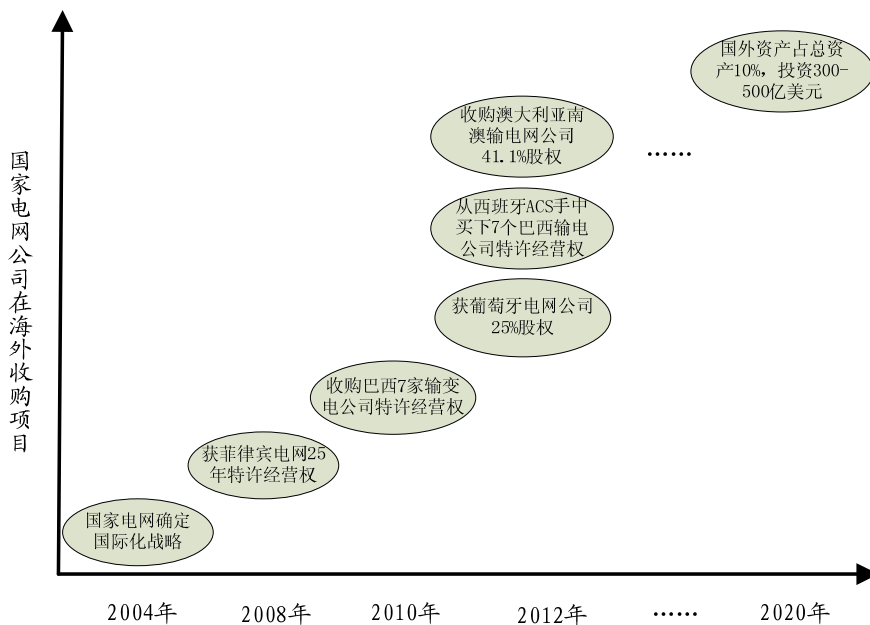 国外资产占总资
产10%，投资300-
500亿美元
收购澳大利亚南
澳输电网公司
41.1%股权
……
从西班牙ACS手中
买下7个巴西输电
公司特许经营权
获葡萄牙电网公司
25%股权
收购巴西7家输变
电公司特许经营权
获菲律宾电网25
年特许经营权
国家电网确定
国际化战略
国家电网公司在海外收购项目
2004年
2008年
2010年
2012年
……
2020年